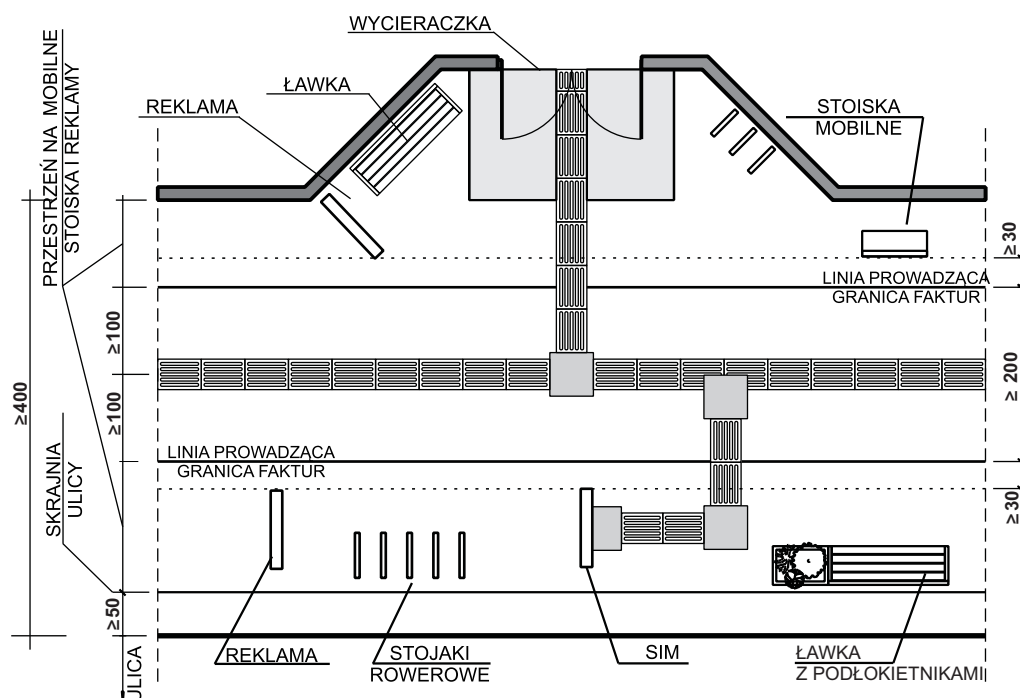 WYCIERACZKA
ŁAWKA
REKLAMA
STOISKA
MOBILNE
PRZESTRZEŃ NA MOBILNE
STOISKA I REKLAMY
≥30
LINIA PROWADZĄCA
GRANICA FAKTUR
≥100
≥ 200
≥400
≥100
LINIA PROWADZĄCA
GRANICA FAKTUR
SKRAJNIA
ULICY
≥30
≥50
ULICA
REKLAMA
STOJAKI
ROWEROWE
SIM
ŁAWKA
Z PODŁOKIETNIKAMI